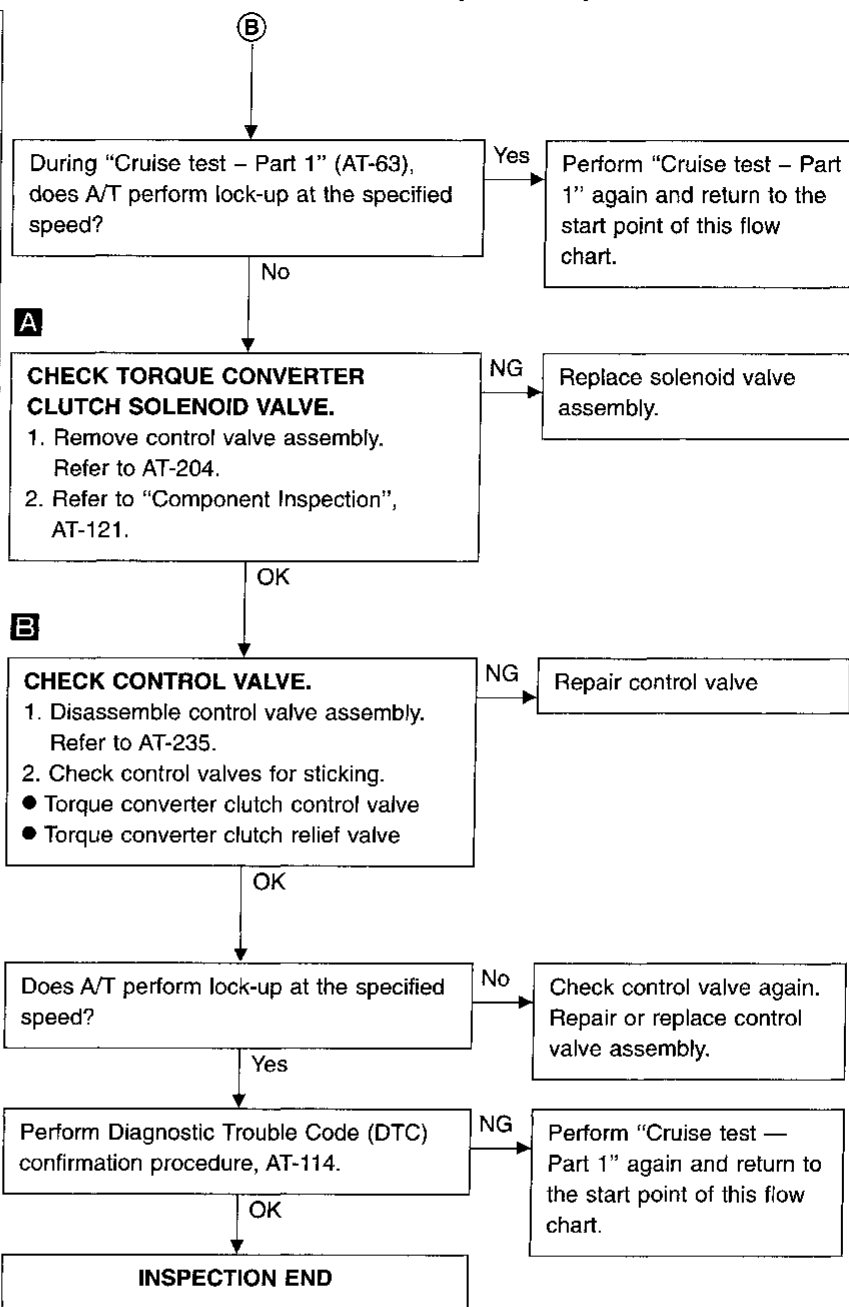 B
During “Cruise test – Part 1” (AT-63),
does A/T perform lock-up at the specified
speed?
Yes
Perform “Cruise test – Part
1” again and return to the
start point of this flow
chart.
No
A
CHECK TORQUE CONVERTER
CLUTCH SOLENOID VALVE.
1. Remove control valve assembly.
Refer to AT-204.
2. Refer to “Component Inspection”,
AT-121.
NG
Replace solenoid valve
assembly.
OK
B
CHECK CONTROL VALVE.
1. Disassemble control valve assembly.
Refer to AT-235.
2. Check control valves for sticking.
● Torque converter clutch control valve
● Torque converter clutch relief valve
NG
Repair control valve
OK
Does A/T perform lock-up at the specified
speed?
No
Check control valve again.
Repair or replace control
valve assembly.
Yes
Perform Diagnostic Trouble Code (DTC)
confirmation procedure, AT-114.
NG
Perform “Cruise test —
Part 1” again and return to
the start point of this flow
chart.
OK
INSPECTION END